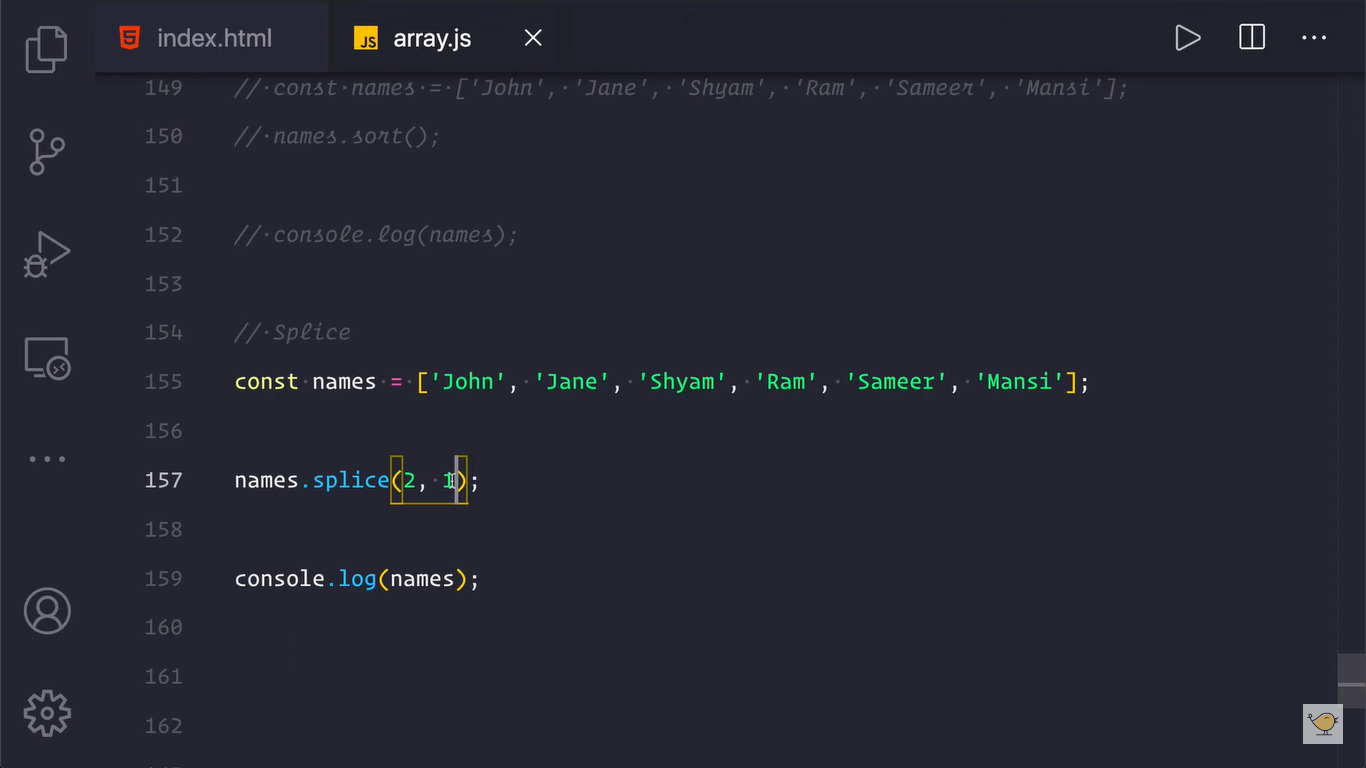 index.html
JS array.js
149 // const names = ['John', 'Jane', 'Shyam', 'Ram', 'Sameer', 'Mansi'];
150 // names.sort();
151
152 // console.log(names);
153
154 // Splice
155 const names = ['John', 'Jane', 'Shyam', 'Ram', 'Sameer', 'Mansi'];
156
157 names.splice(2, 1);
158
159 console.log(names);
160
161
162